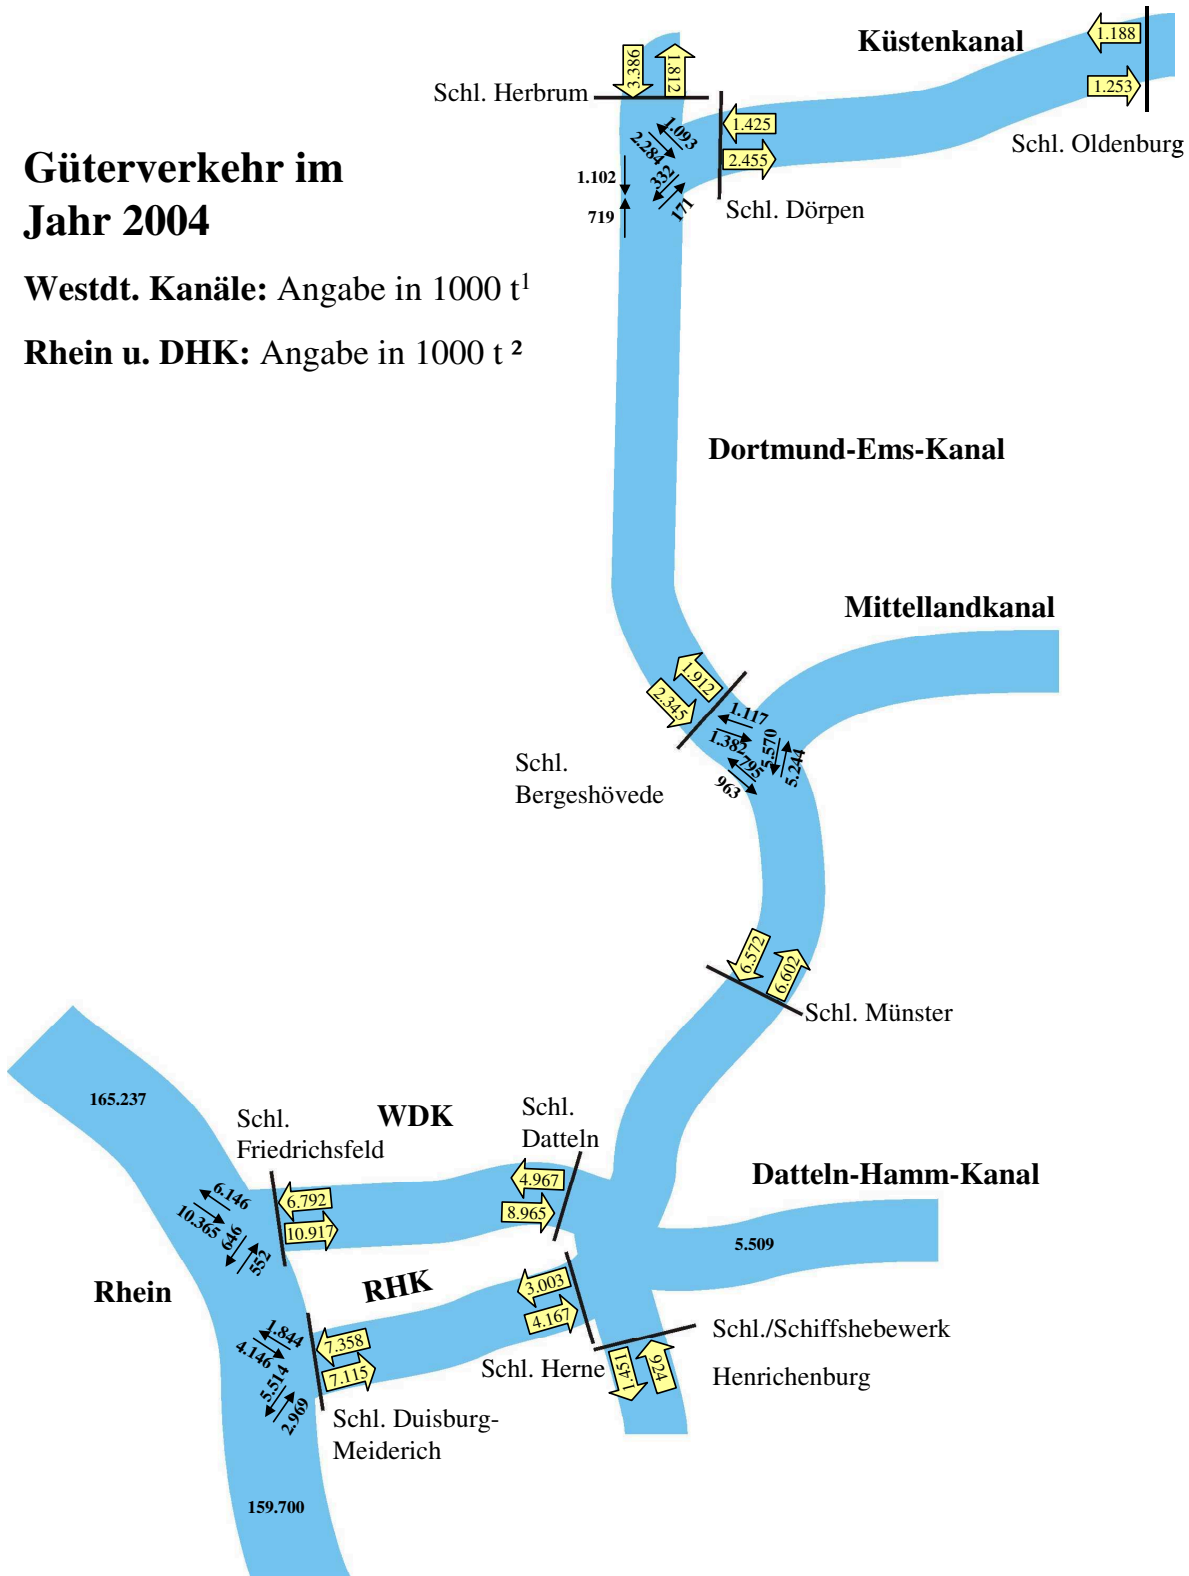 Küstenkanal
1.188
1.253
Schl. Oldenburg
3.386
1.812
Schl. Herbrum
1.425
2.455
Schl. Dörpen
1.093
2.284
332
171
1.102
719
Güterverkehr im
Jahr 2004
Westdt. Kanäle: Angabe in 1000 t¹
Rhein u. DHK: Angabe in 1000 t ²
Dortmund-Ems-Kanal
Mittellandkanal
1.912
2.345
1.117
1.382
795
963
5.570
5.244
Schl.
Bergeshövede
6.572
6.602
Schl. Münster
165.237
Schl.
Friedrichsfeld
WDK
Schl.
Datteln
Datteln-Hamm-Kanal
6.146
10.365
646
552
6.792
10.917
4.967
8.965
5.509
Rhein
RHK
3.003
4.167
1.844
4.146
5.514
2.969
7.358
7.115
Schl. Herne
1.451
924
Schl./Schiffshebewerk
Henrichenburg
Schl. Duisburg-
Meiderich
159.700